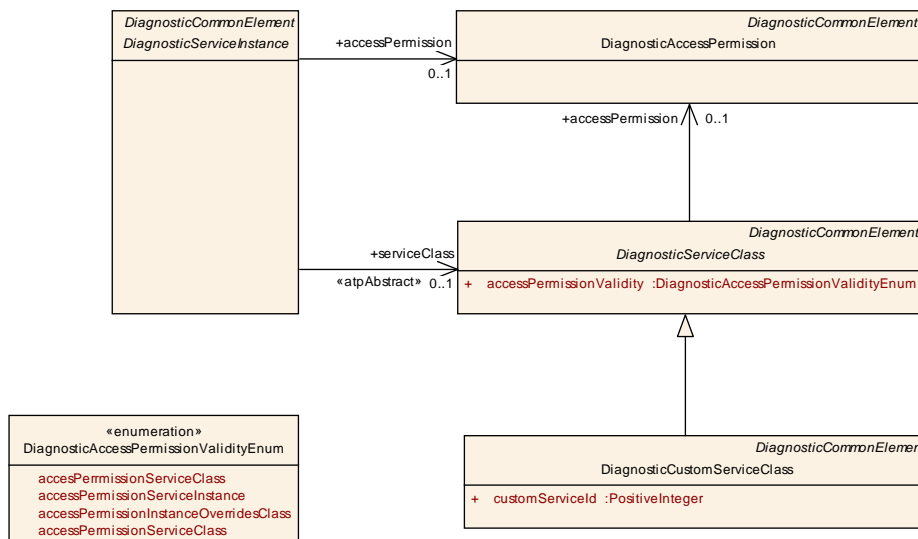 DiagnosticCommonElement
DiagnosticServiceInstance
+accessPermission
0..1
DiagnosticCommonElement
DiagnosticAccessPermission
+accessPermission
0..1
+serviceClass
«atpAbstract»
0..1
DiagnosticCommonElement
DiagnosticServiceClass
+ accessPermissionValidity :DiagnosticAccessPermissionValidityEnum
«enumeration»
DiagnosticAccessPermissionValidityEnum
accesPerrmissionServiceClass
accessPermissionServiceInstance
accessPermissionInstanceOverridesClass
accessPermissionServiceClass
DiagnosticCommonElemer
DiagnosticCustomServiceClass
+ customServiceId :PositiveInteger